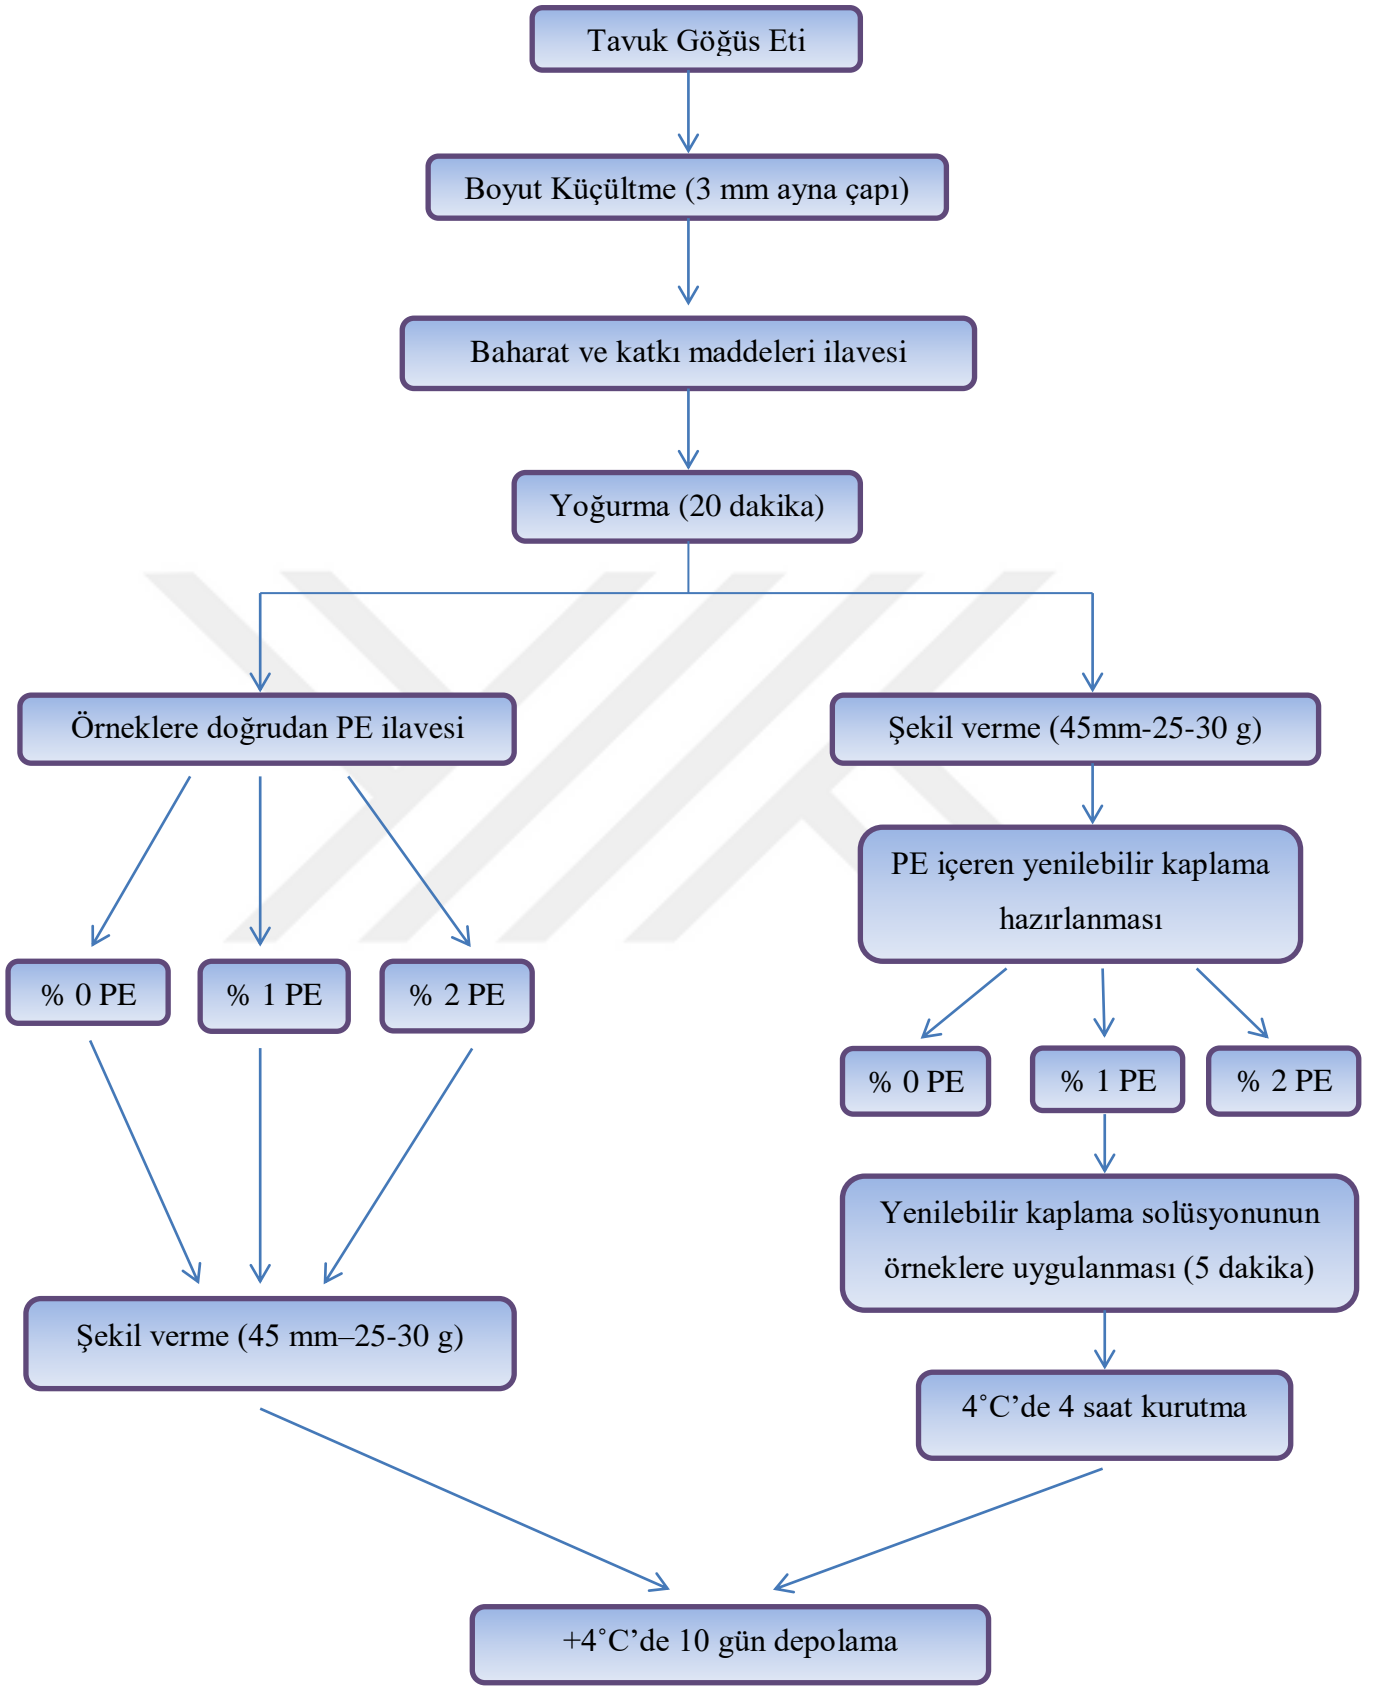 Tavuk Göğüs Eti
Boyut Küçültme (3 mm ayna çapı)
Baharat ve katkı maddeleri ilavesi
Yoğurma (20 dakika)
Örneklere doğrudan PE ilavesi
% 0 PE
% 1 PE
% 2 PE
Şekil verme (45 mm–25-30 g)
Şekil verme (45mm-25-30 g)
PE içeren yenilebilir kaplama
hazırlanması
% 0 PE
% 1 PE
% 2 PE
Yenilebilir kaplama solüsyonunun
örneklere uygulanması (5 dakika)
4˚C’de 4 saat kurutma
+4˚C’de 10 gün depolama